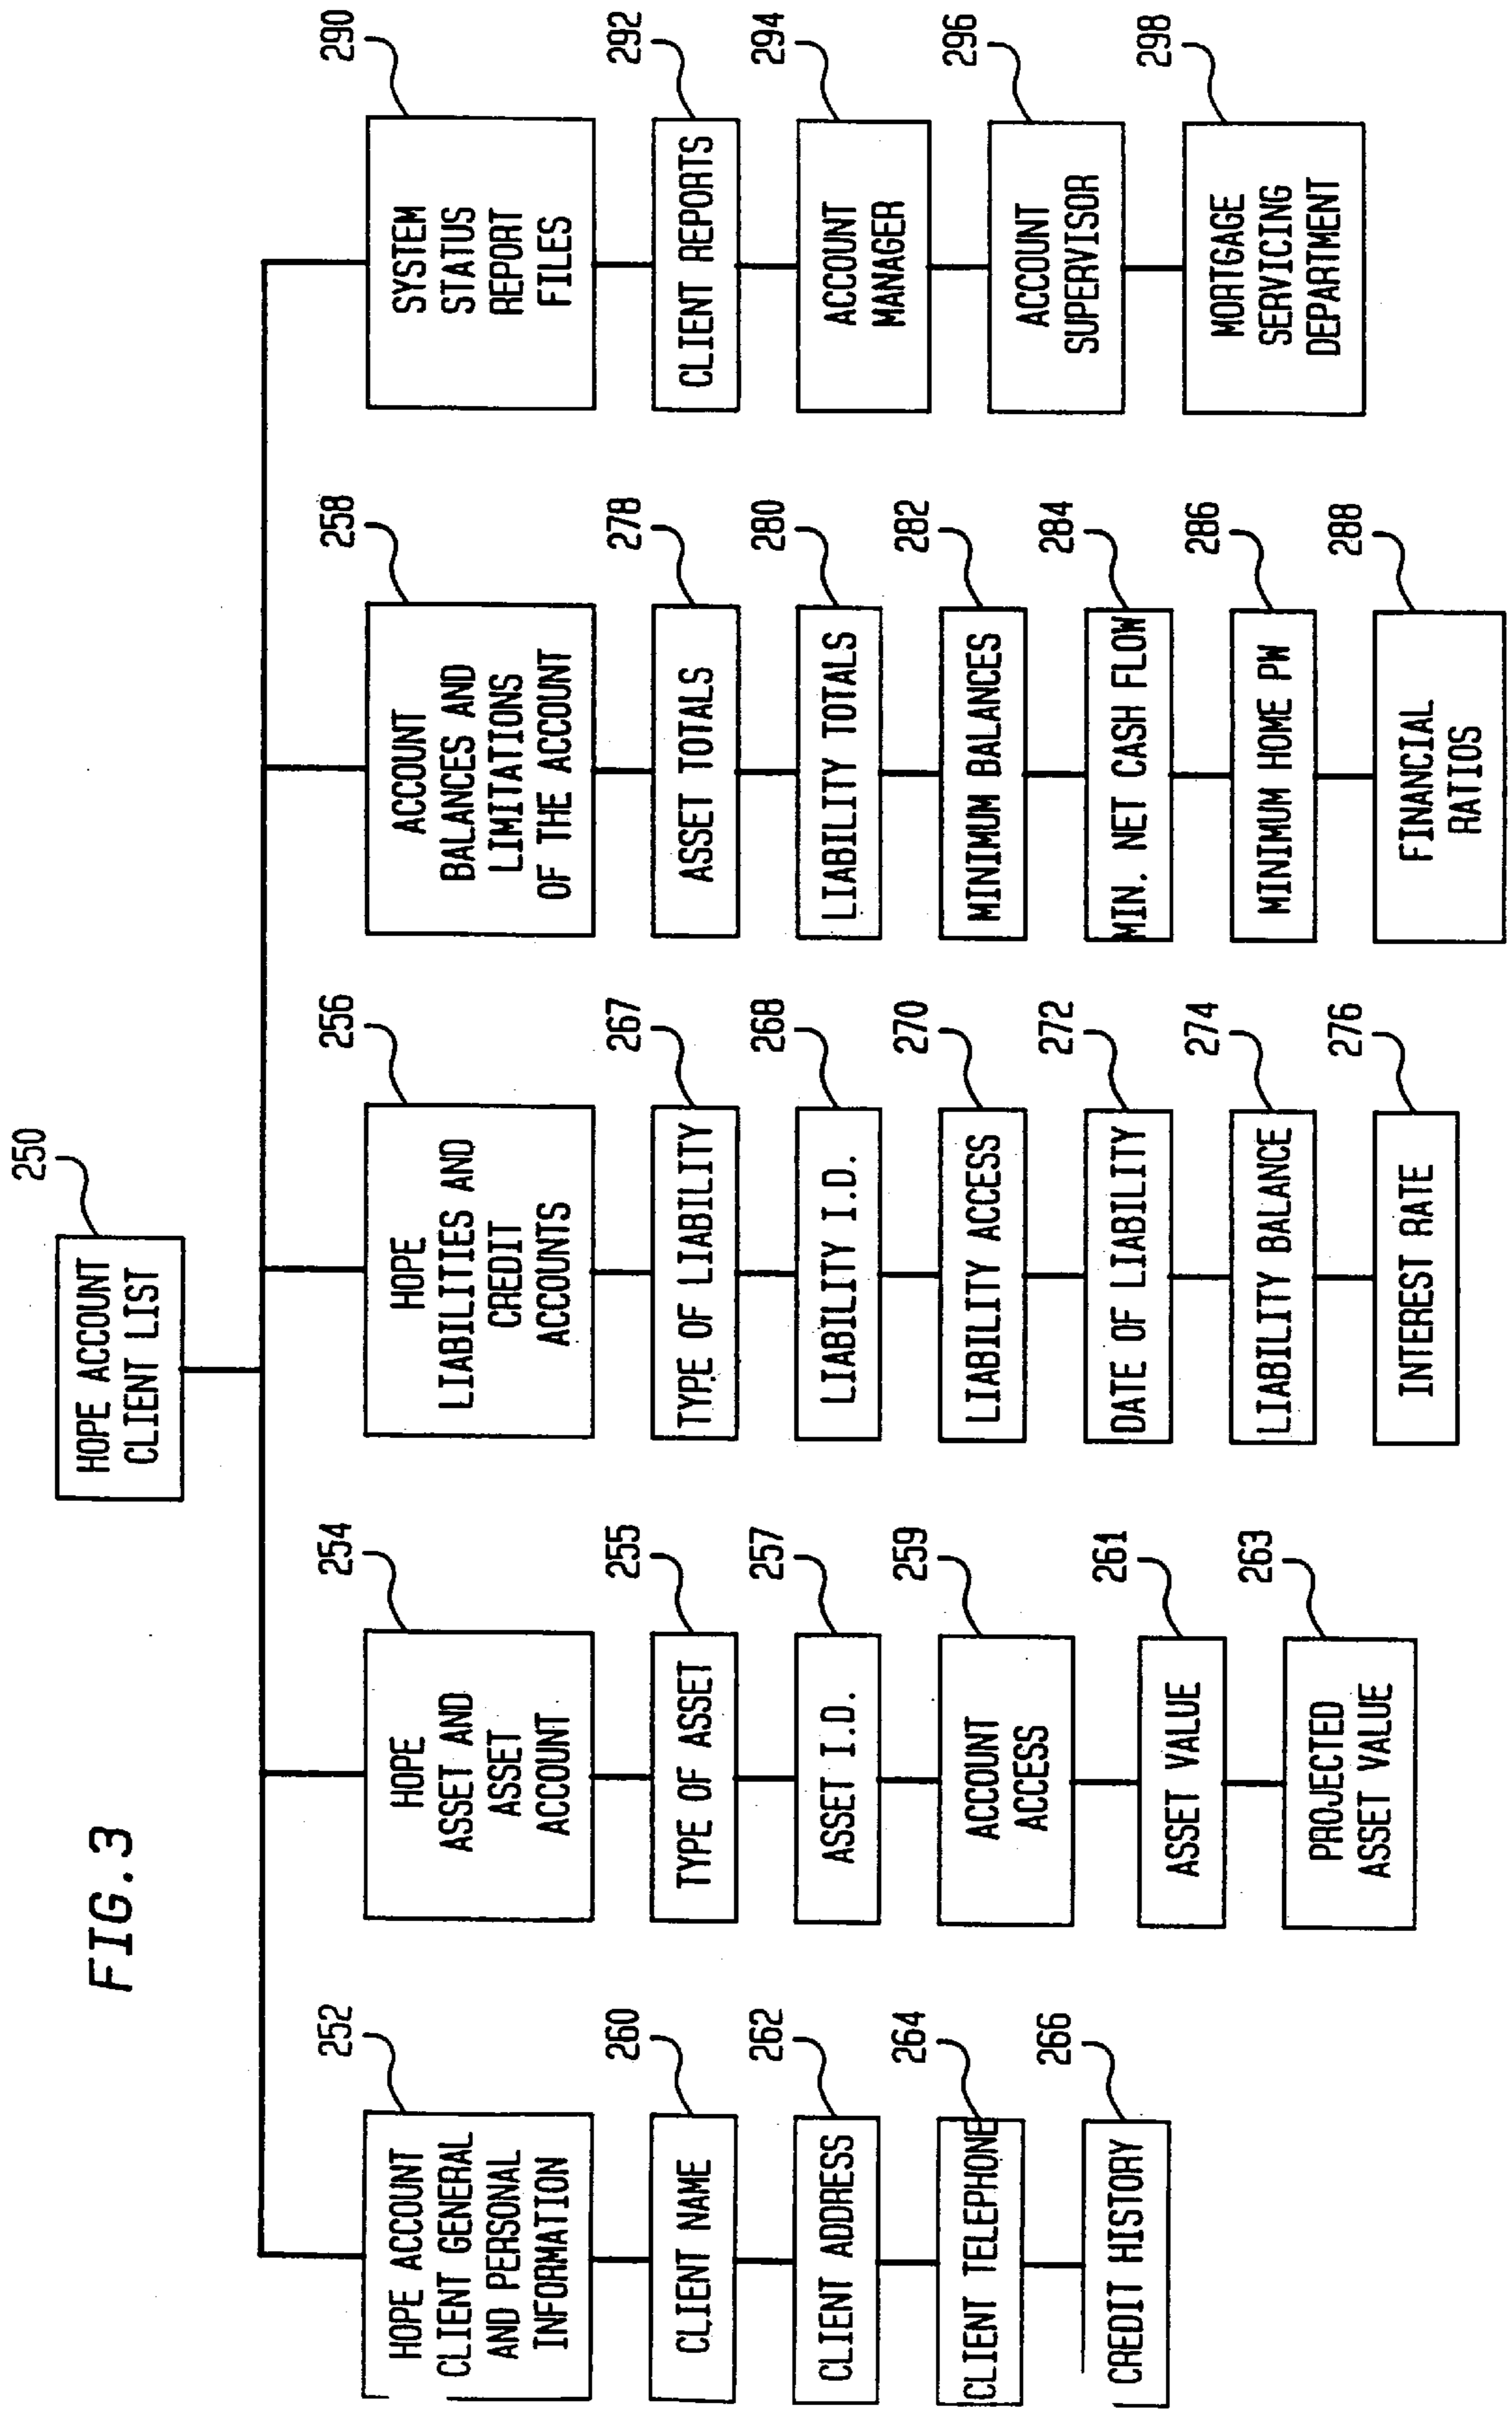 FIG.3
HOPE ACCOUNT
CLIENT LIST
250
HOPE ACCOUNT
CLIENT GENERAL
AND PERSONAL
INFORMATION
252
CLIENT NAME
260
CLIENT ADDRESS
262
CLIENT TELEPHONE
264
CREDIT HISTORY
266
HOPE
ASSET AND
ASSET
ACCOUNT
254
TYPE OF ASSET
255
ASSET I.D.
257
ACCOUNT
ACCESS
259
ASSET VALUE
261
PROJECTED
ASSET VALUE
263
HOPE
LIABILITIES AND
CREDIT
ACCOUNTS
256
TYPE OF LIABILITY
267
LIABILITY I.D.
268
LIABILITY ACCESS
270
DATE OF LIABILITY
272
LIABILITY BALANCE
274
INTEREST RATE
276
ACCOUNT
BALANCES AND
LIMITATIONS
OF THE ACCOUNT
258
ASSET TOTALS
278
LIABILITY TOTALS
280
MINIMUM BALANCES
282
MIN. NET CASH FLOW
284
MINIMUM HOME PW
286
FINANCIAL
RATIOS
288
SYSTEM
STATUS
REPORT
FILES
290
CLIENT REPORTS
292
ACCOUNT
MANAGER
294
ACCOUNT
SUPERVISOR
296
MORTGAGE
SERVICING
DEPARTMENT
298